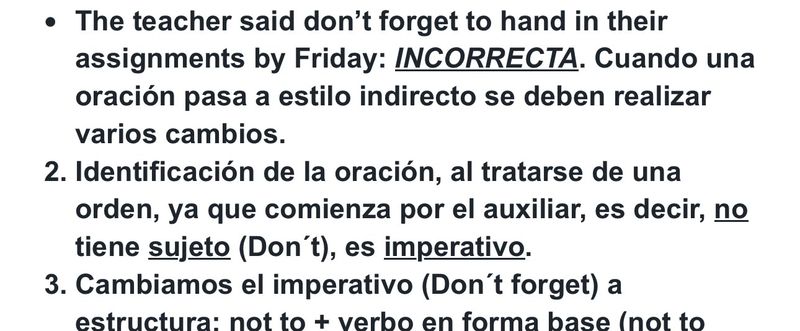 • The teacher said don’t forget to hand in their
assignments by Friday: INCORRECTA. Cuando una
oración pasa a estilo indirecto se deben realizar
varios cambios.
2. Identificación de la oración, al tratarse de una
orden, ya que comienza por el auxiliar, es decir, no
tiene sujeto (Don´t), es imperativo.
3. Cambiamos el imperativo (Don´t forget) a
estructura: not to + verbo en forma base (not to